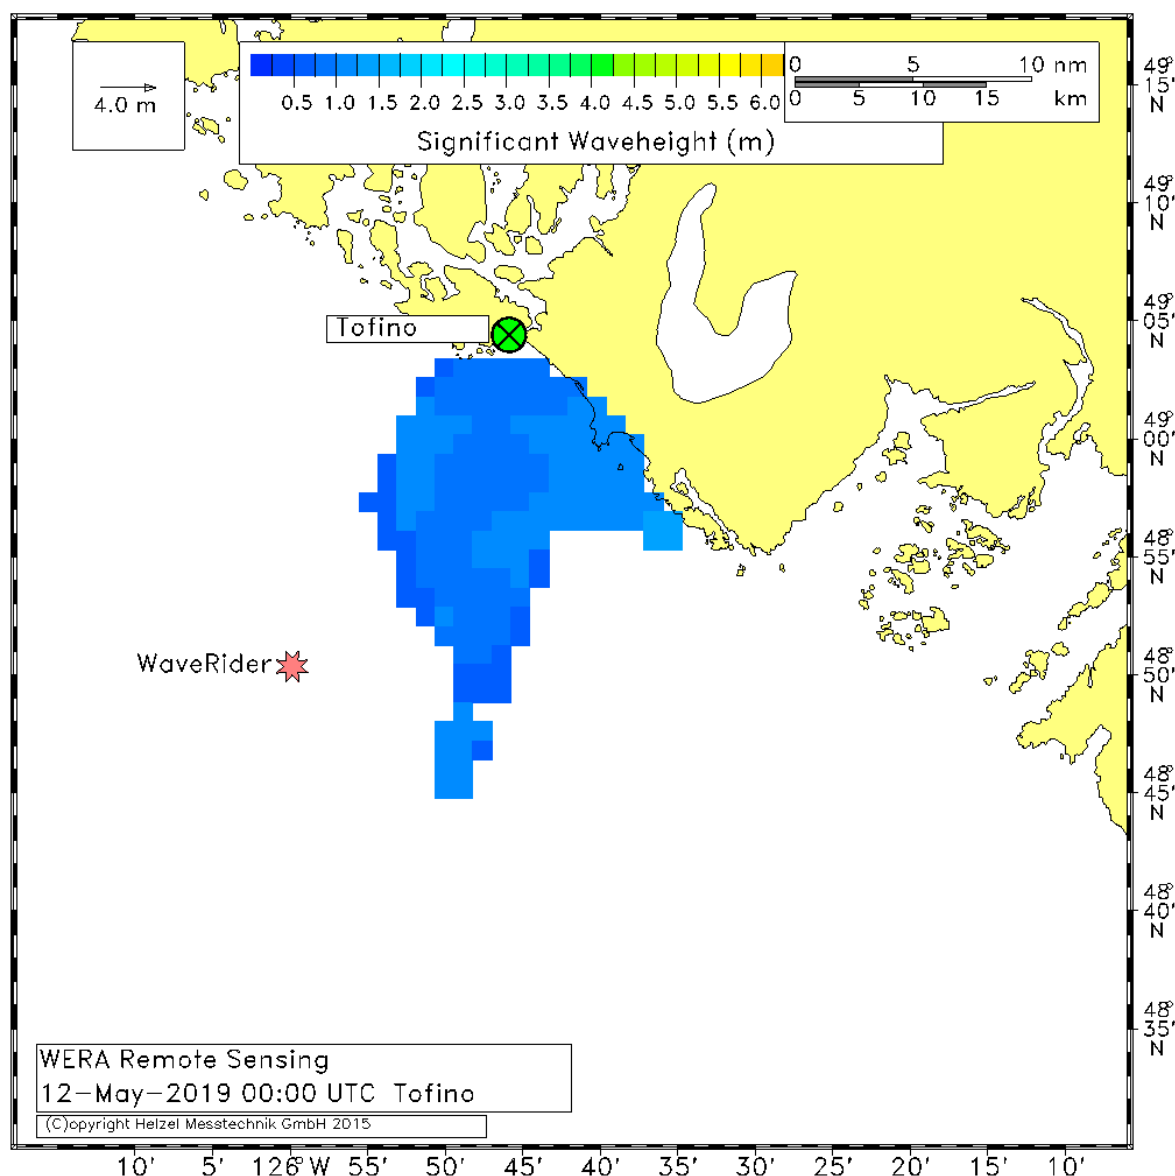 4.0 m
0.5 1.0 1.5 2.0 2.5 3.0 3.5 4.0 4.5 5.0 5.5 6.0
Significant Waveheight (m)
0 5 10 nm
0 5 10 15 km
49° 15' N
49° 10' N
49° 05' N
49° 00' N
48° 55' N
48° 50' N
48° 45' N
48° 40' N
48° 35' N
Tofino
WaveRider
WERA Remote Sensing
12-May-2019 00:00 UTC Tofino
(C)opyright Helzel Messtechnik GmbH 2015
10' 5' 126° W 55' 50' 45' 40' 35' 30' 25' 20' 15' 10'